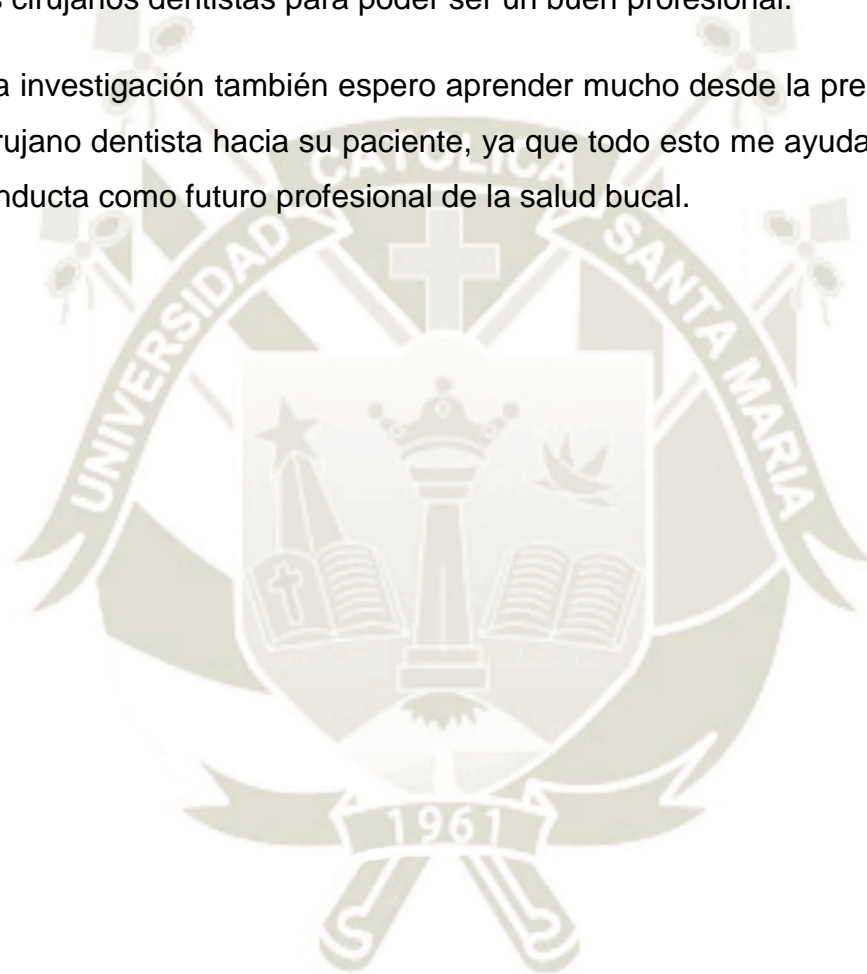 cirujanos dentistas para poder ser un buen profesional.
a investigación también espero aprender mucho desde la pre
rujano dentista hacia su paciente, ya que todo esto me ayuda
nducta como futuro profesional de la salud bucal.
UNIVERSIDAD CATOLICA SANTA MARIA
1961